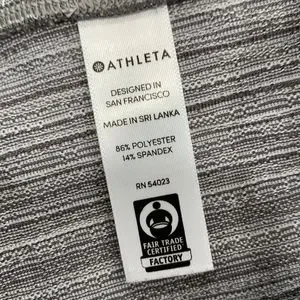 ATHLETA
DESIGNED IN
SAN FRANCISCO
MADE IN SRI LANKA
86% POLYESTER
14% SPANDEX
RN 54023
FAIR TRADE
CERTIFIED
FACTORY